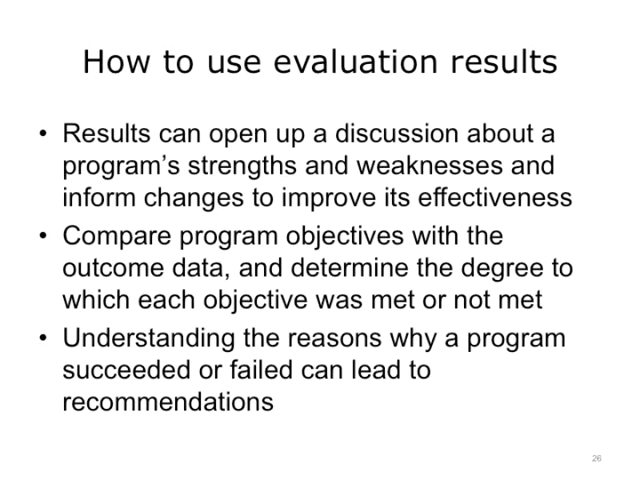 How to use evaluation results
• Results can open up a discussion about a
program’s strengths and weaknesses and
inform changes to improve its effectiveness
• Compare program objectives with the
outcome data, and determine the degree to
which each objective was met or not met
• Understanding the reasons why a program
succeeded or failed can lead to
recommendations
26